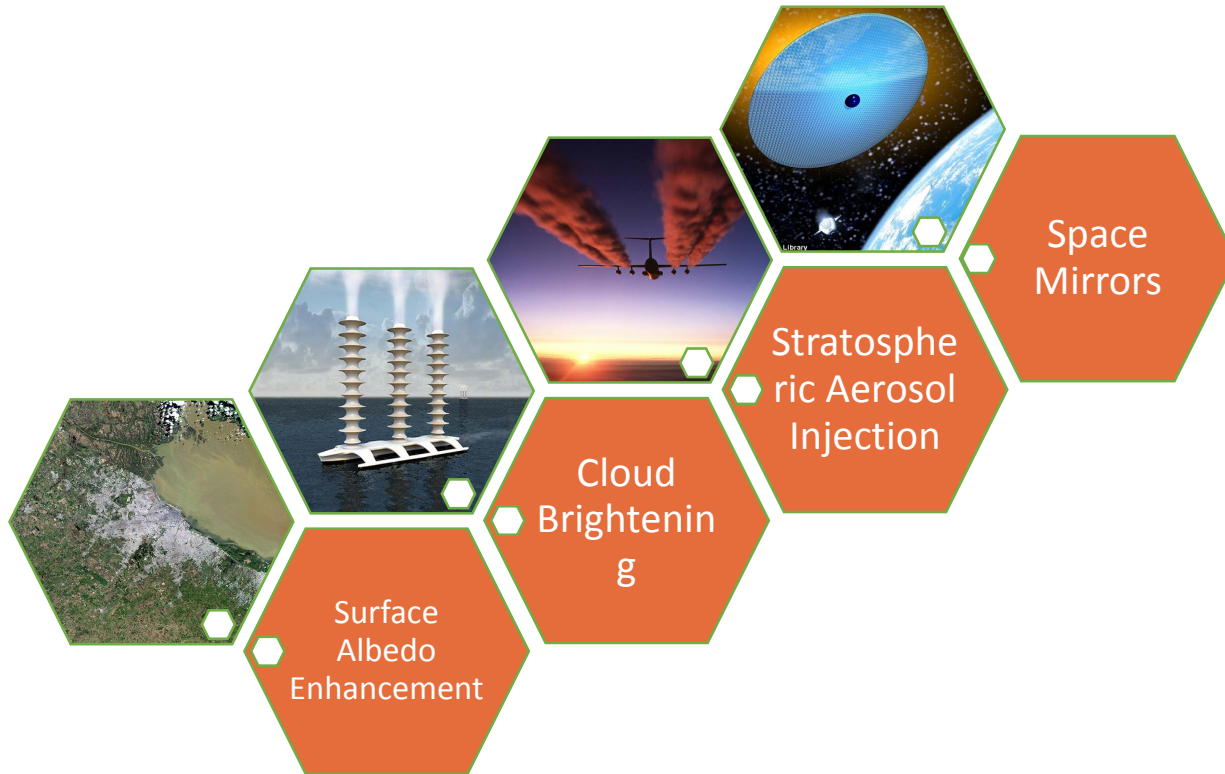 Library
Space
Mirrors
Stratosphe
ric Aerosol
Injection
Cloud
Brightenin
g
Surface
Albedo
Enhancement